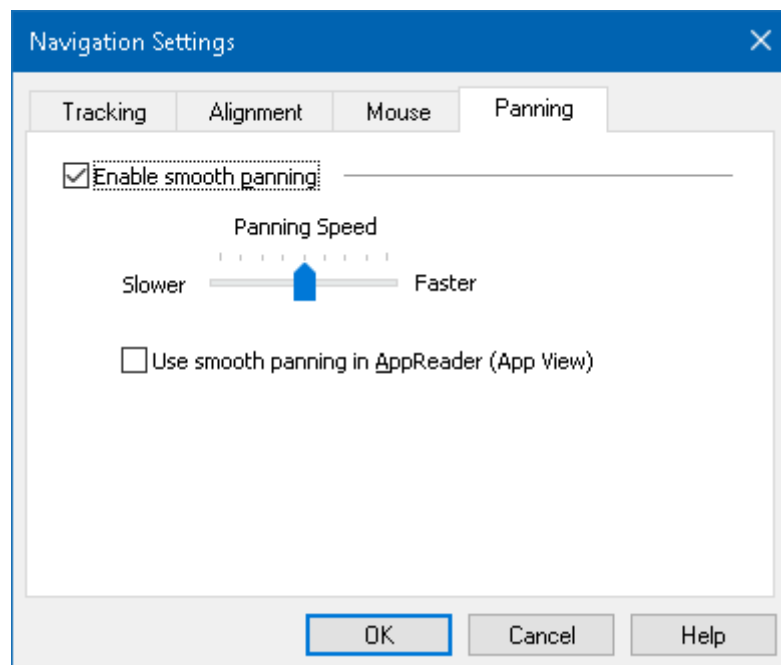 Navigation Settings
Tracking Alignment Mouse Panning
Enable smooth panning
Panning Speed
Slower Faster
Use smooth panning in AppReader (App View)
OK Cancel Help